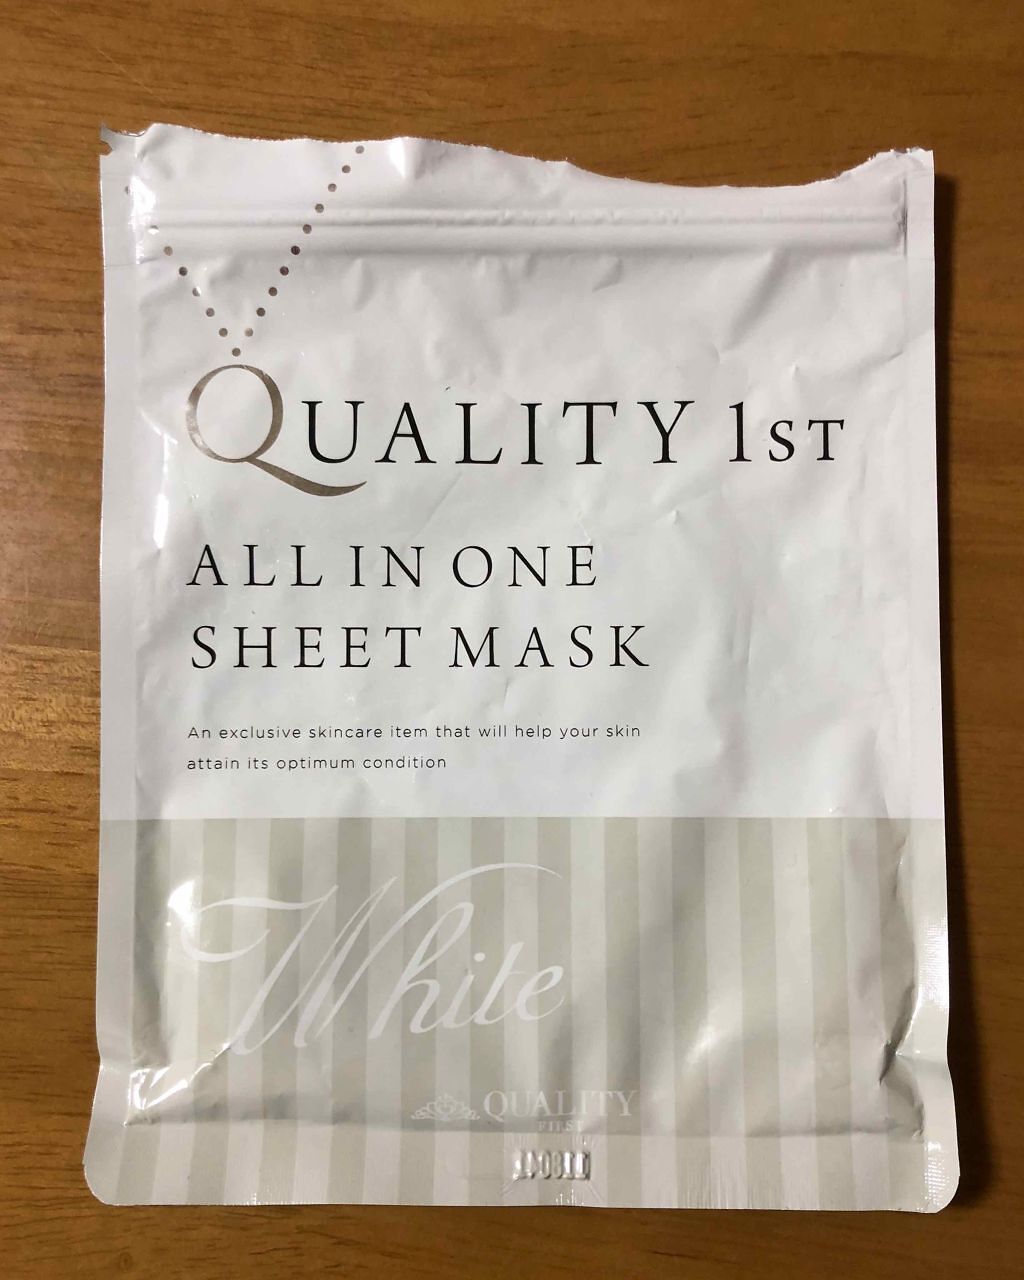 QUALITY 1ST
ALL IN ONE
SHEET MASK
An exclusive skincare item that will help your skin
attain its optimum condition
White
QUALITY
FIRST